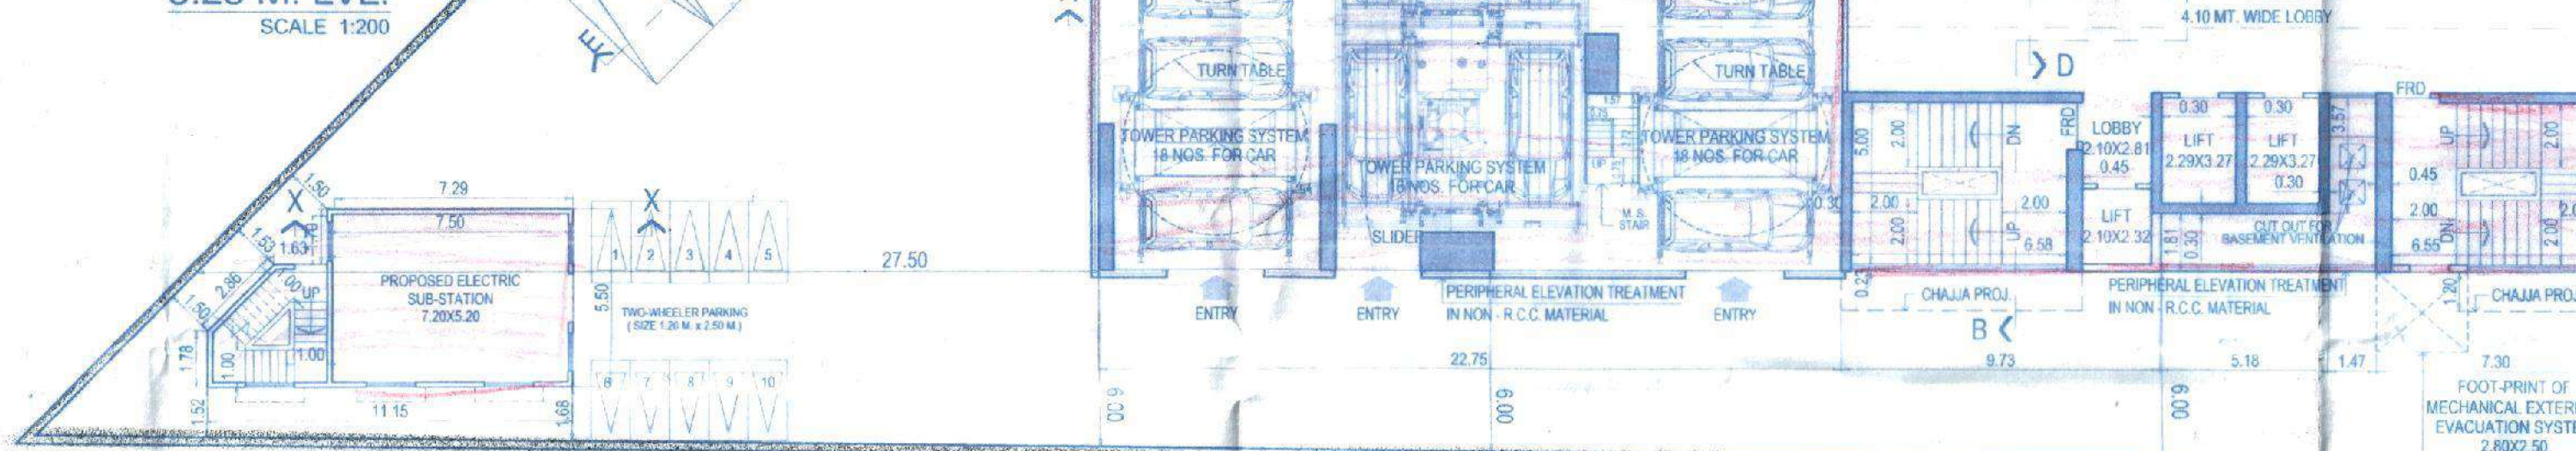 SCALE 1:200
4.10 MT. WIDE LOBBY
D
TURN TABLE
TURN TABLE
TOWER PARKING SYSTEM
18 NOS. FOR CAR
TOWER PARKING SYSTEM
18 NOS. FOR CAR
TOWER PARKING SYSTEM
18 NOS. FOR CAR
SLIDER
1.57
0.75
UP
M.S.
STAIR
0.30
5.00
2.00
DN
FRD
2.00
2.00
2.00
UP
6.58
LOBBY
2.10X2.81
0.45
LIFT
2.10X2.32
0.30
LIFT
2.29X3.27
0.30
LIFT
2.29X3.27
0.30
3.57
1.81
0.30
CUT OUT FOR
BASEMENT VENTILATION
FRD
UP
0.45
2.00
6.55
DN
2.00
2.00
1.50
7.29
7.50
X
X
1.53
1.63
2.86
1.50
UP
1.78
1.00
1.00
1.52
PROPOSED ELECTRIC
SUB-STATION
7.20X5.20
11.15
1.68
1
2
3
4
5
5.50
TWO-WHEELER PARKING
( SIZE 1.20 M. x 2.50 M.)
6
7
8
9
10
27.50
ENTRY
ENTRY
ENTRY
PERIPHERAL ELEVATION TREATMENT
IN NON - R.C.C. MATERIAL
CHAJJA PROJ.
B
PERIPHERAL ELEVATION TREATMENT
IN NON - R.C.C. MATERIAL
1.20
CHAJJA PROJ.
22.75
9.73
5.18
1.47
7.30
6.00
6.00
6.00
FOOT-PRINT OF
MECHANICAL EXTER
EVACUATION SYSTE
2.80X2.50